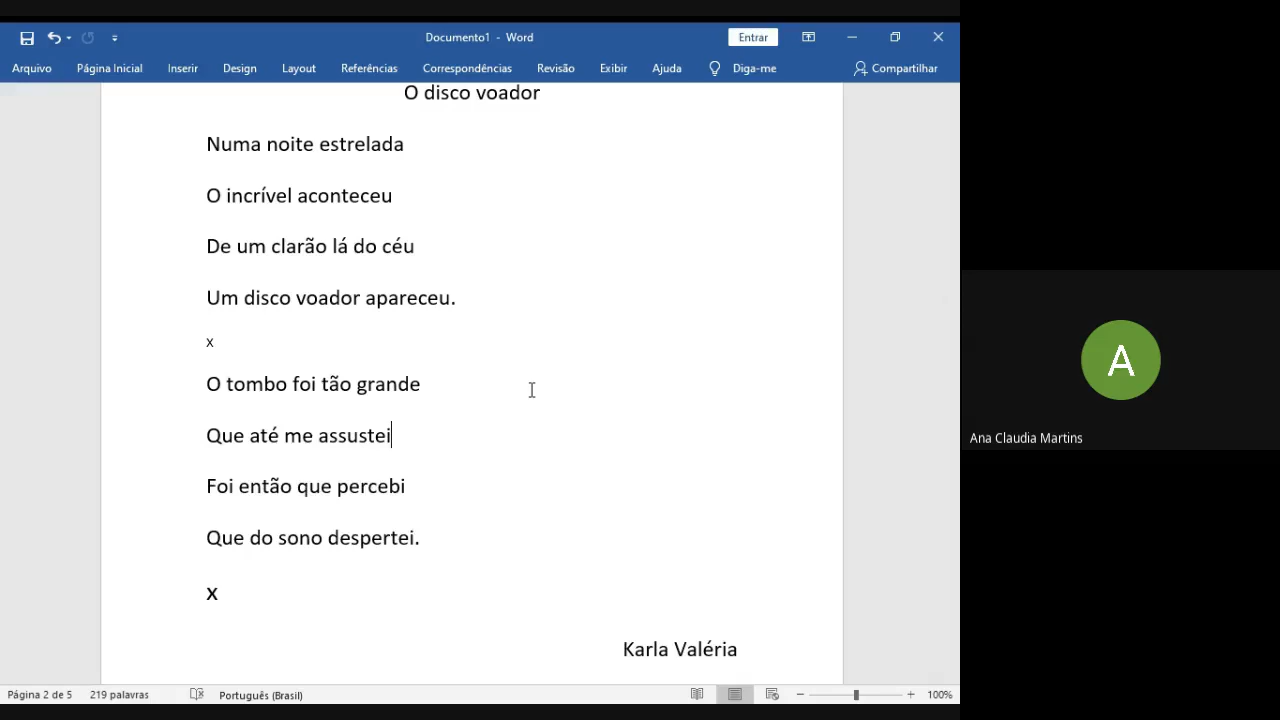 Documento1 - Word
Entrar
Arquivo Página Inicial Inserir Design Layout Referências Correspondências Revisão Exibir Ajuda Diga-me Compartilhar
O disco voador
Numa noite estrelada
O incrível aconteceu
De um clarão lá do céu
Um disco voador apareceu.
x
O tombo foi tão grande
Que até me assustei
Foi então que percebi
Que do sono despertei.
x
Karla Valéria
A
Ana Claudia Martins
Página 2 de 5 219 palavras Português (Brasil) 100%